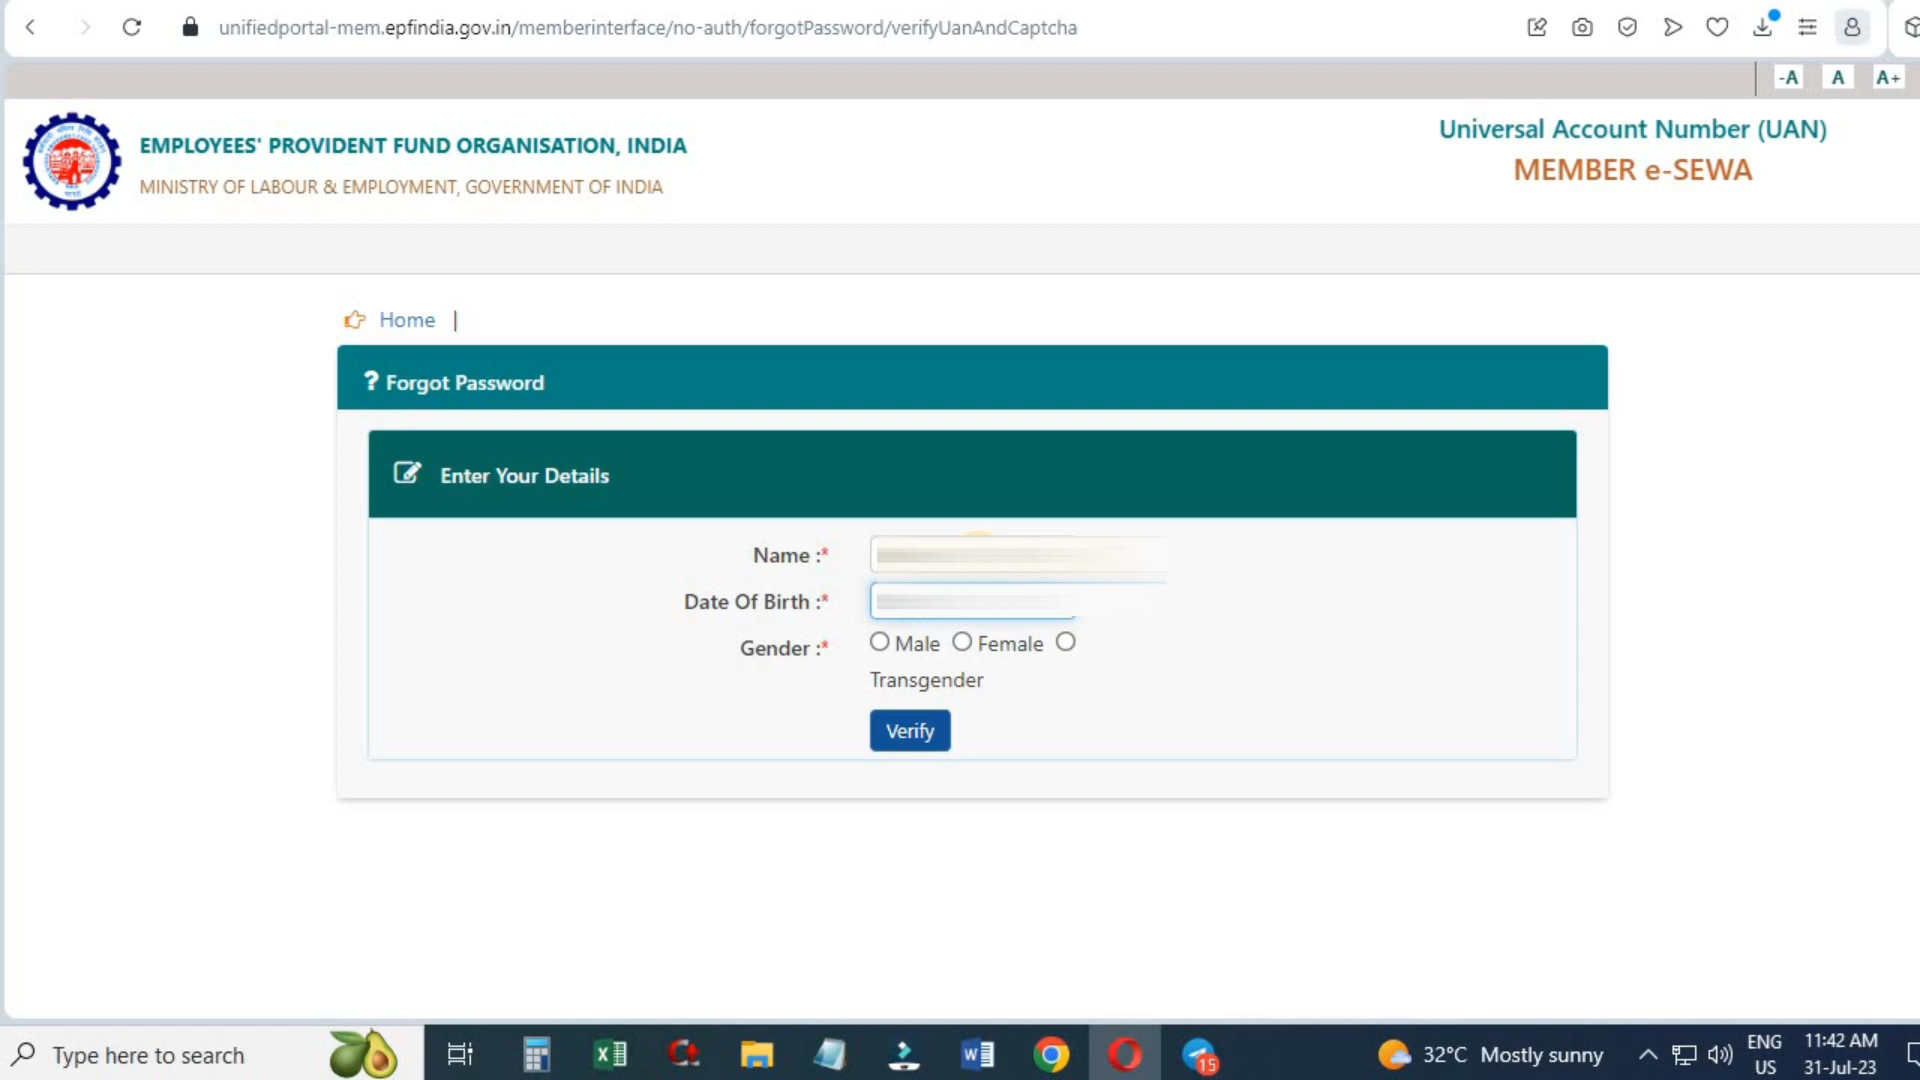 unifiedportal-mem.epfindia.gov.in/memberinterface/no-auth/forgotPassword/verifyUanAndCaptcha
-A A A+
EMPLOYEES' PROVIDENT FUND ORGANISATION, INDIA
MINISTRY OF LABOUR & EMPLOYMENT, GOVERNMENT OF INDIA
Universal Account Number (UAN)
MEMBER e-SEWA
Home |
? Forgot Password
Enter Your Details
Name :*
Date Of Birth :*
Gender :* Male Female
Transgender
Verify
Type here to search
15
32°C Mostly sunny
ENG
US
11:42 AM
31-Jul-23